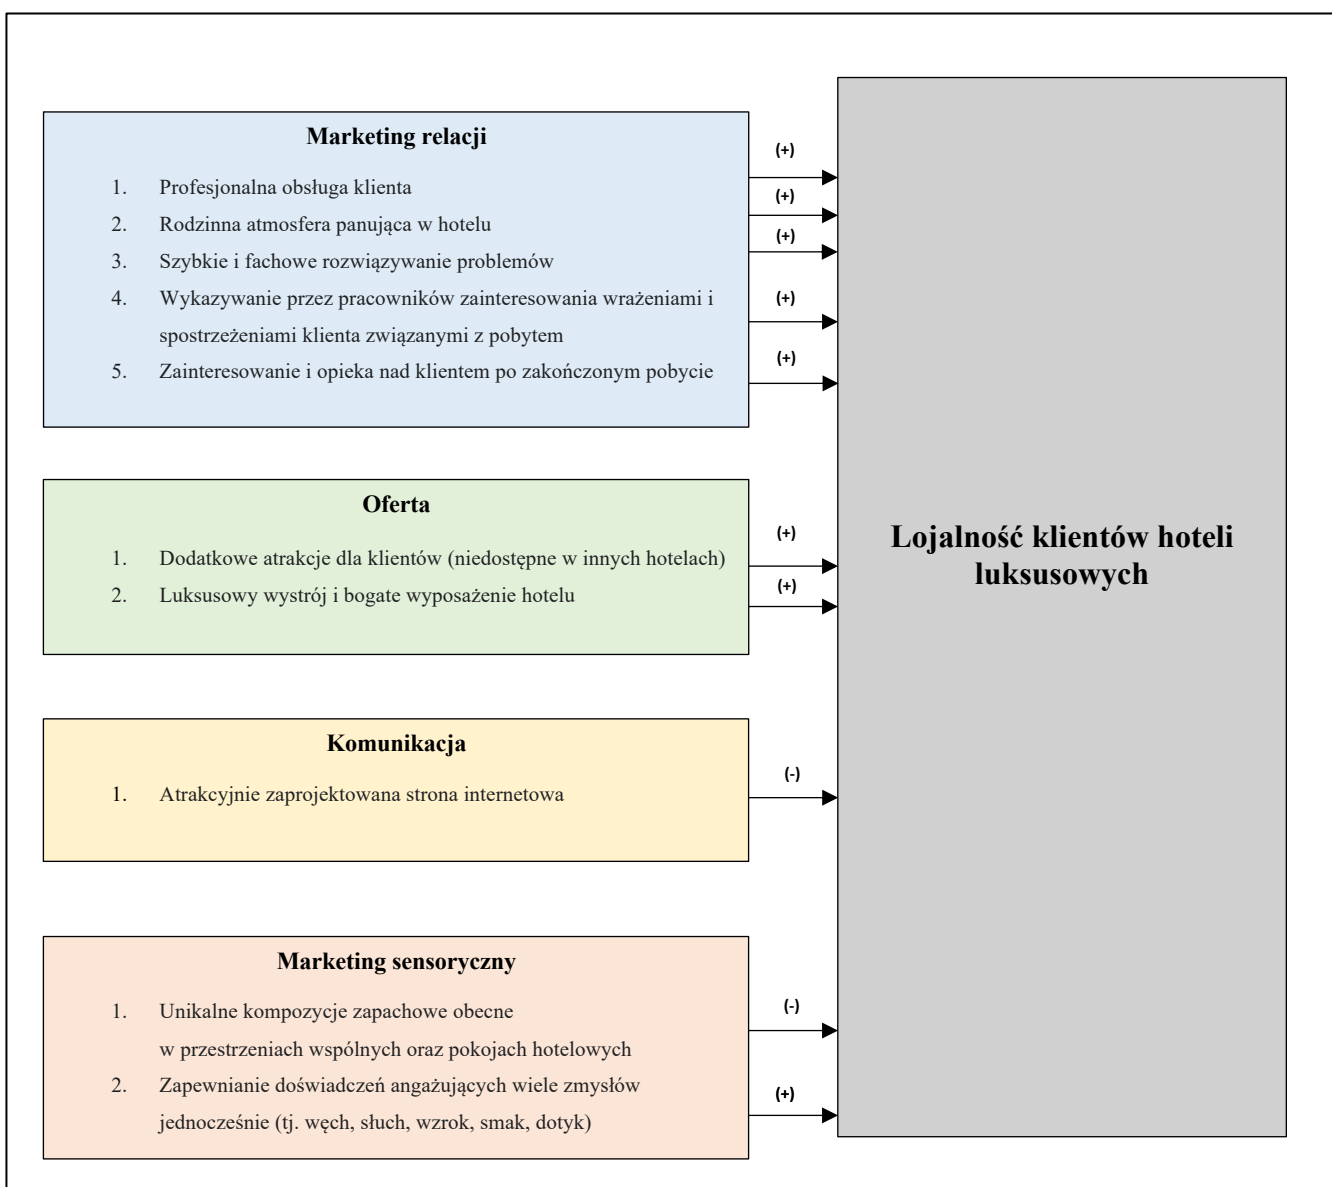 Marketing relacji
1. Profesjonalna obsługa klienta
2. Rodzinna atmosfera panująca w hotelu
3. Szybkie i fachowe rozwiązywanie problemów
4. Wykazywanie przez pracowników zainteresowania wrażeniami i
spostrzeżeniami klienta związanymi z pobytem
5. Zainteresowanie i opieka nad klientem po zakończonym pobycie
(+)
(+)
(+)
(+)
(+)
Oferta
1. Dodatkowe atrakcje dla klientów (niedostępne w innych hotelach)
2. Luksusowy wystrój i bogate wyposażenie hotelu
(+)
(+)
Komunikacja
1. Atrakcyjnie zaprojektowana strona internetowa
(-)
Marketing sensoryczny
1. Unikalne kompozycje zapachowe obecne
w przestrzeniach wspólnych oraz pokojach hotelowych
2. Zapewnianie doświadczeń angażujących wiele zmysłów
jednocześnie (tj. węch, słuch, wzrok, smak, dotyk)
(-)
(+)
Lojalność klientów hoteli
luksusowych